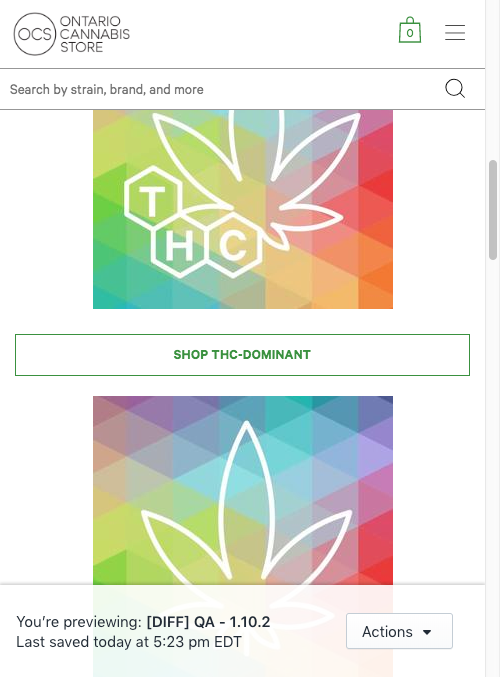 OCS
ONTARIO
CANNABIS
STORE
0
Search by strain, brand, and more
T
H C
SHOP THC-DOMINANT
You're previewing: [DIFF] QA - 1.10.2
Last saved today at 5:23 pm EDT
Actions